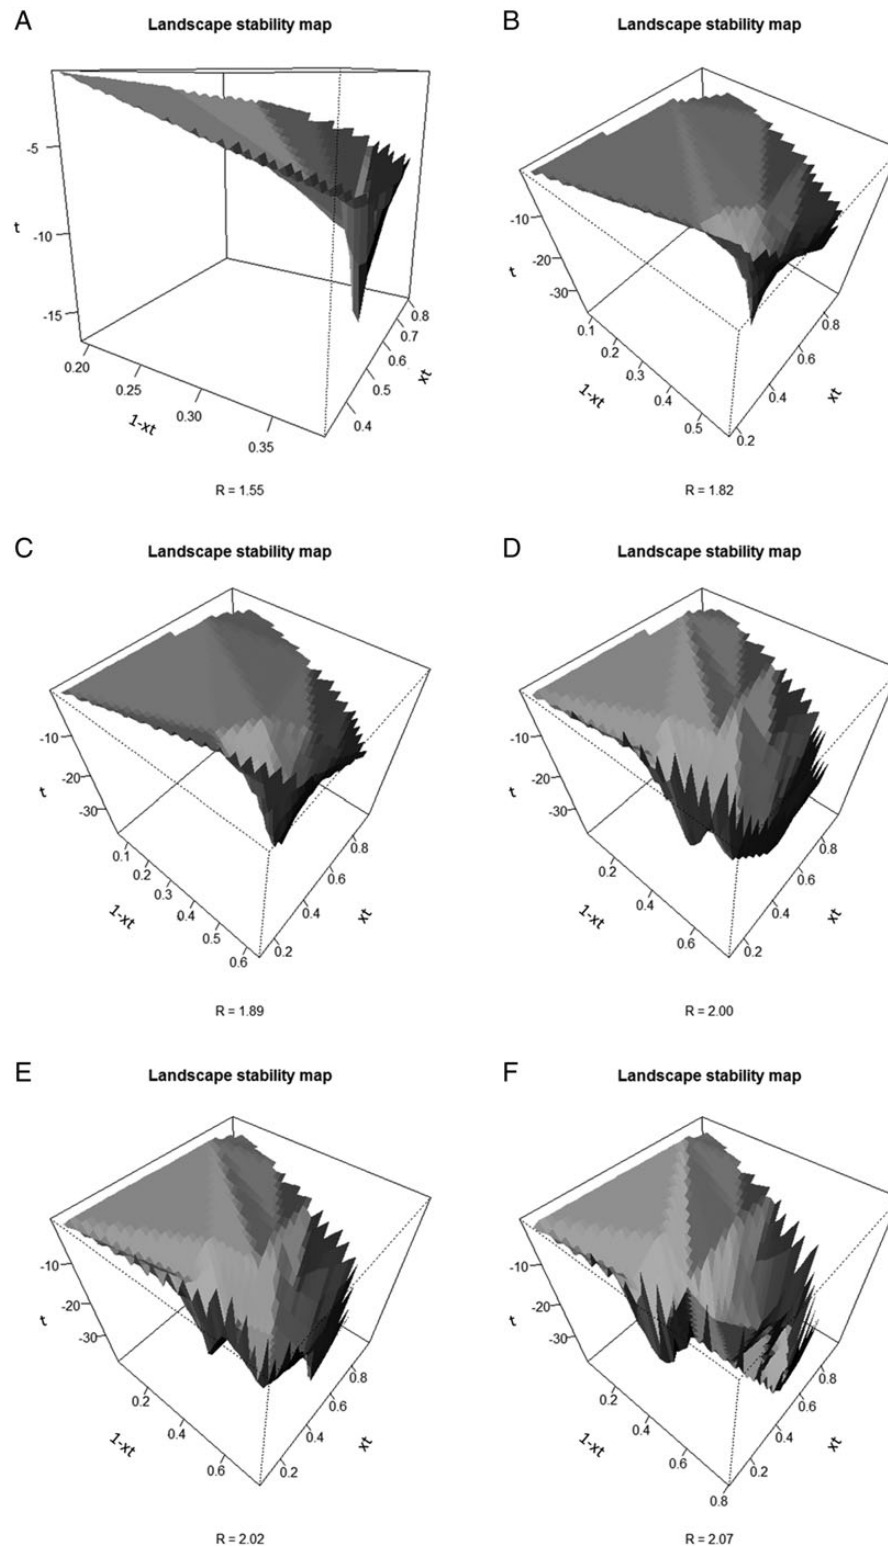 A
Landscape stability map
-5
t
-10
-15
0.20
0.25
0.30
0.35
1-xt
0.4
0.5
0.6
0.7
0.8
xt
R = 1.55
B
Landscape stability map
-10
t
-20
-30
0.1
0.2
0.3
0.4
0.5
1-xt
0.2
0.4
0.6
0.8
xt
R = 1.82
C
Landscape stability map
-10
-20
t
-30
0.1
0.2
0.3
0.4
0.5
0.6
1-xt
0.2
0.4
0.6
0.8
xt
R = 1.89
D
Landscape stability map
-10
-20
t
-30
0.2
0.4
0.6
1-xt
0.2
0.4
0.6
0.8
xt
R = 2.00
E
Landscape stability map
-10
-20
t
-30
0.2
0.4
0.6
1-xt
0.2
0.4
0.6
0.8
xt
R = 2.02
F
Landscape stability map
-10
-20
t
-30
0.2
0.4
0.6
0.8
1-xt
0.2
0.4
0.6
0.8
xt
R = 2.07